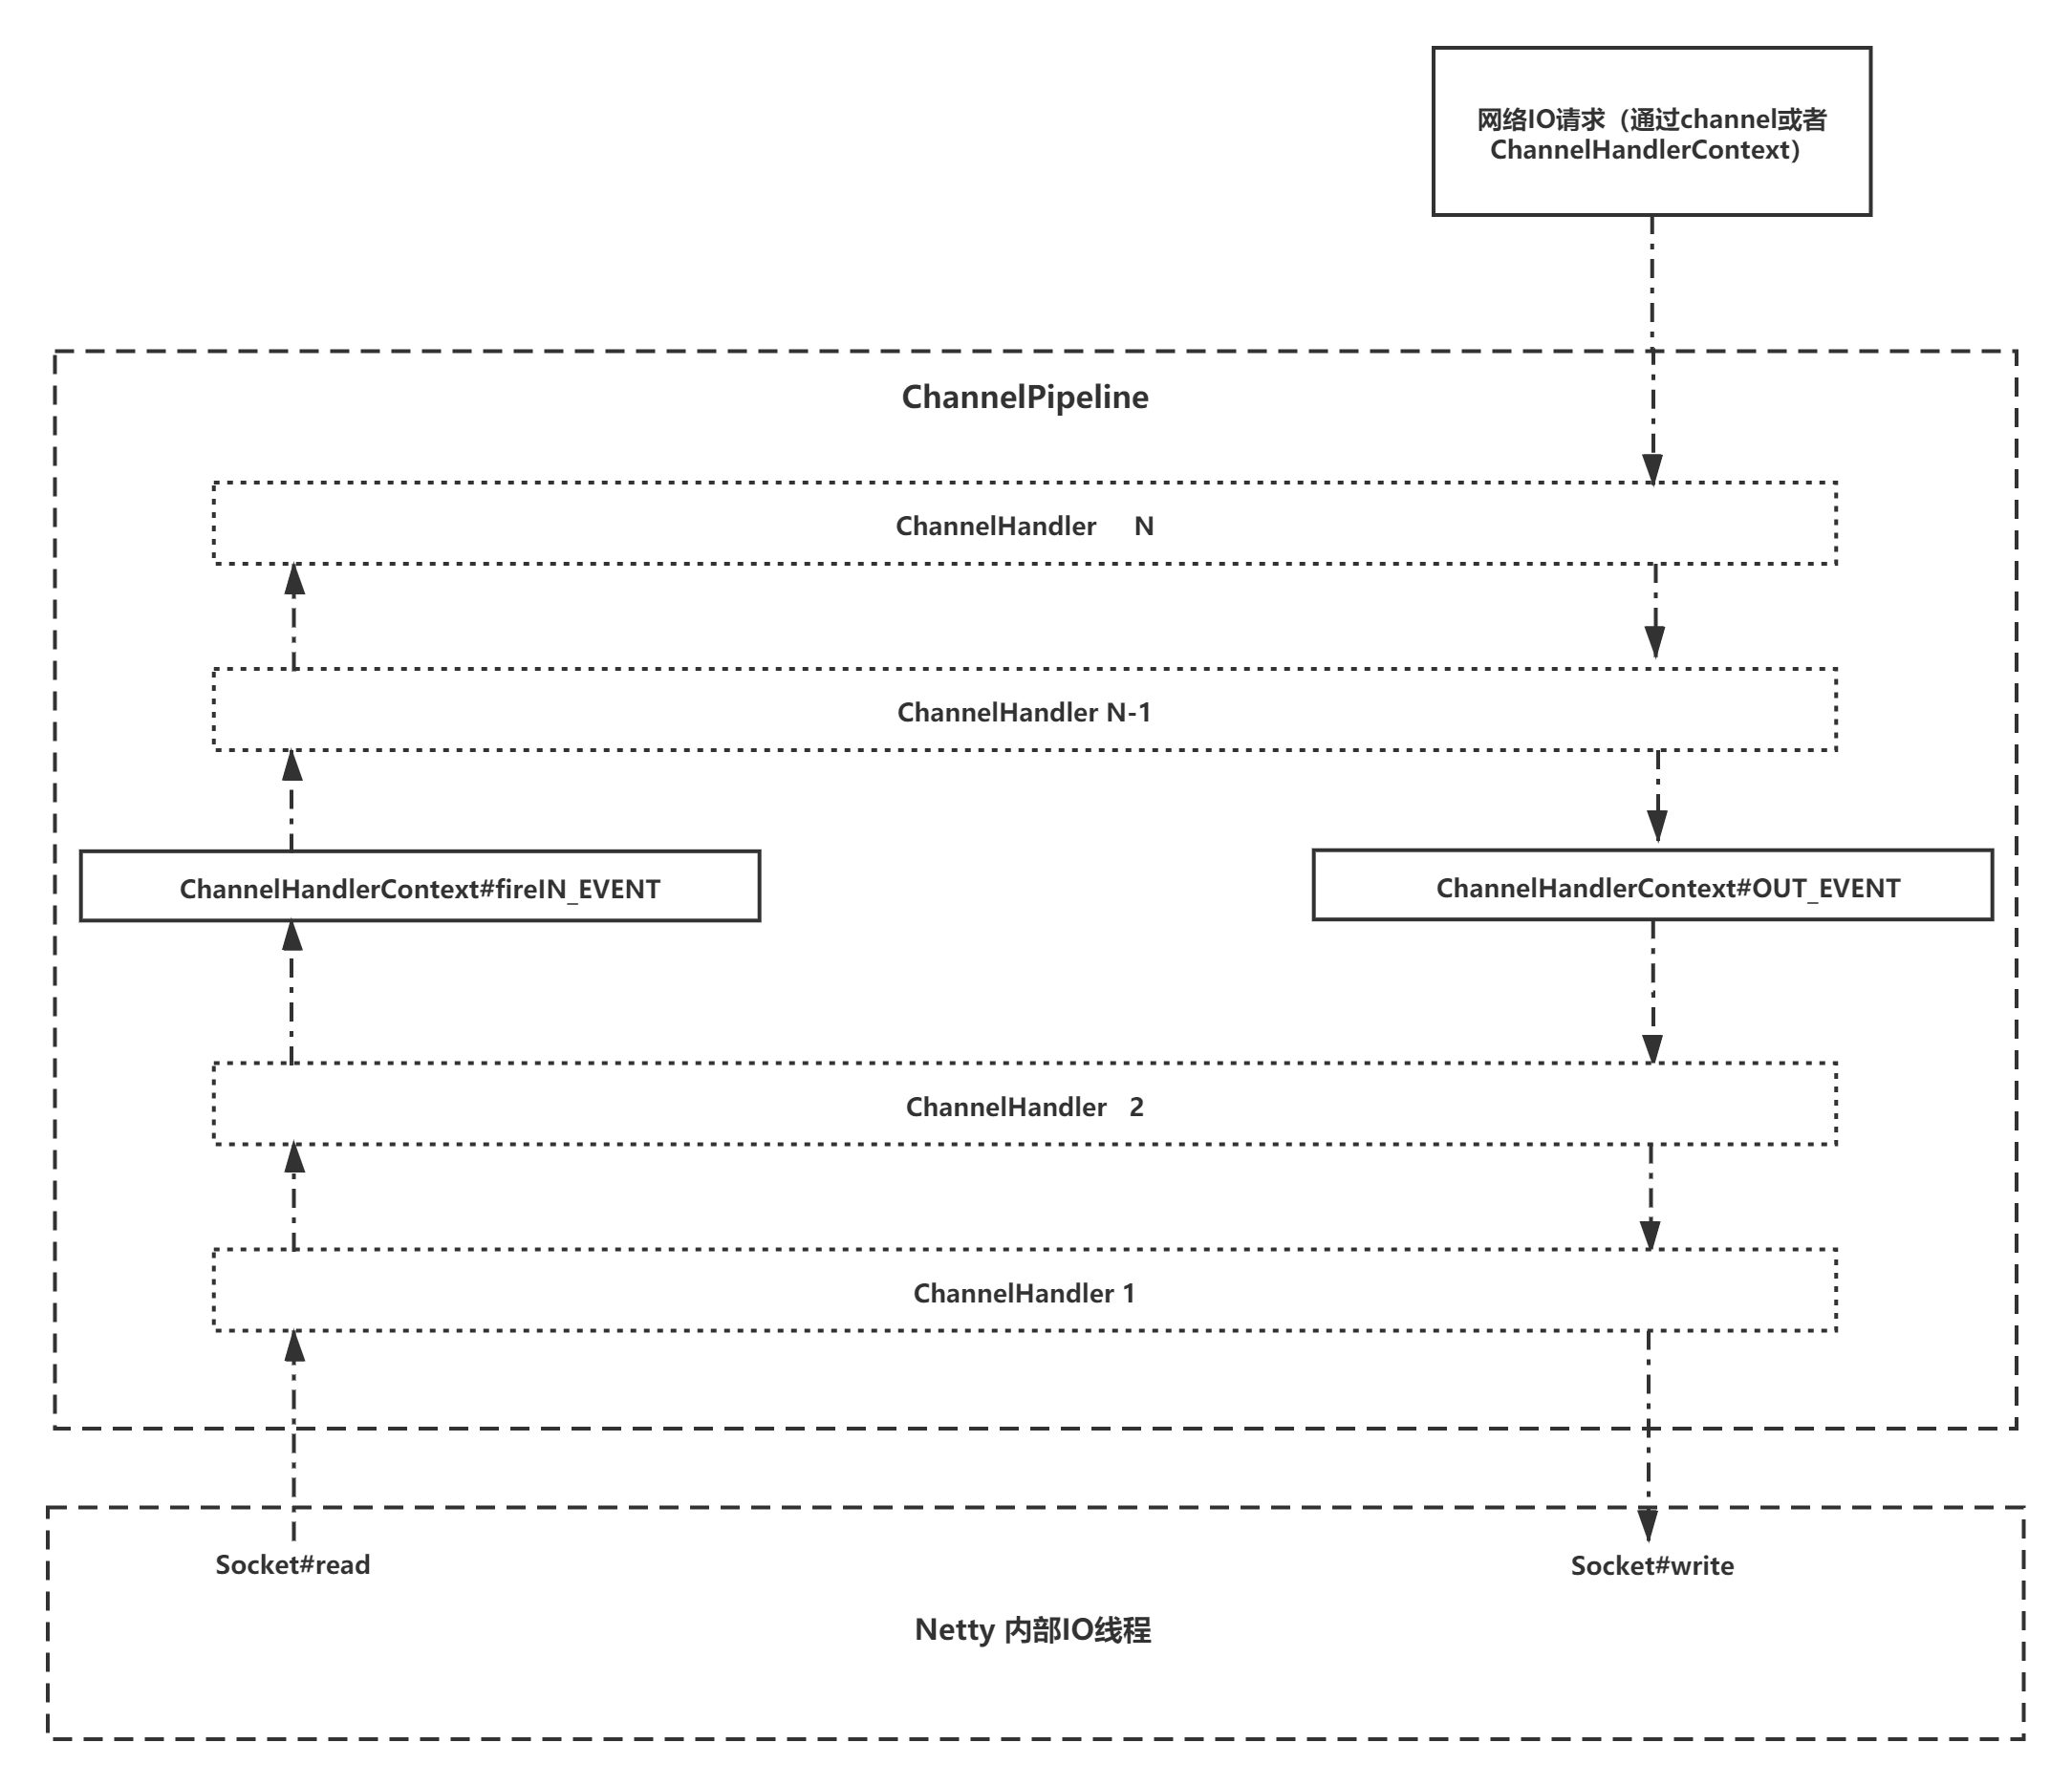 网络IO请求（通过channel或者
ChannelHandlerContext）
ChannelPipeline
ChannelHandler N
ChannelHandler N-1
ChannelHandlerContext#fireIN_EVENT
ChannelHandlerContext#OUT_EVENT
ChannelHandler 2
ChannelHandler 1
Socket#read
Socket#write
Netty 内部IO线程